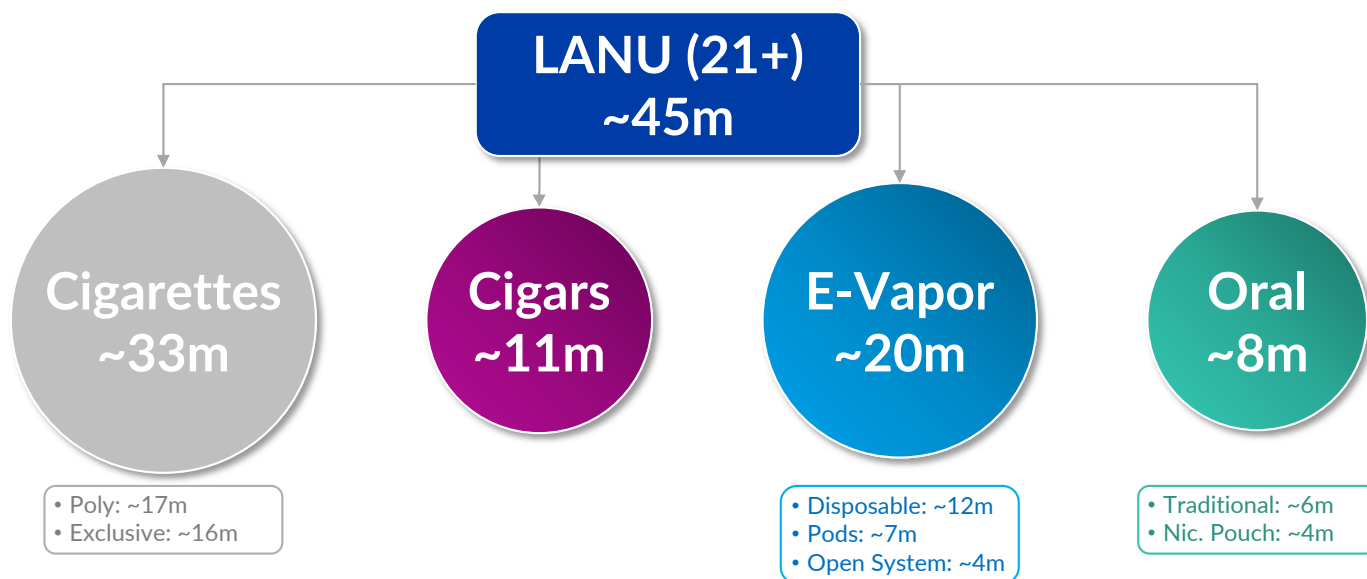 LANU (21+)
~45m
Cigarettes
~33m
Cigars
~11m
E-Vapor
~20m
Oral
~8m
• Poly: ~17m
• Exclusive: ~16m
• Disposable: ~12m
• Pods: ~7m
• Open System: ~4m
• Traditional: ~6m
• Nic. Pouch: ~4m